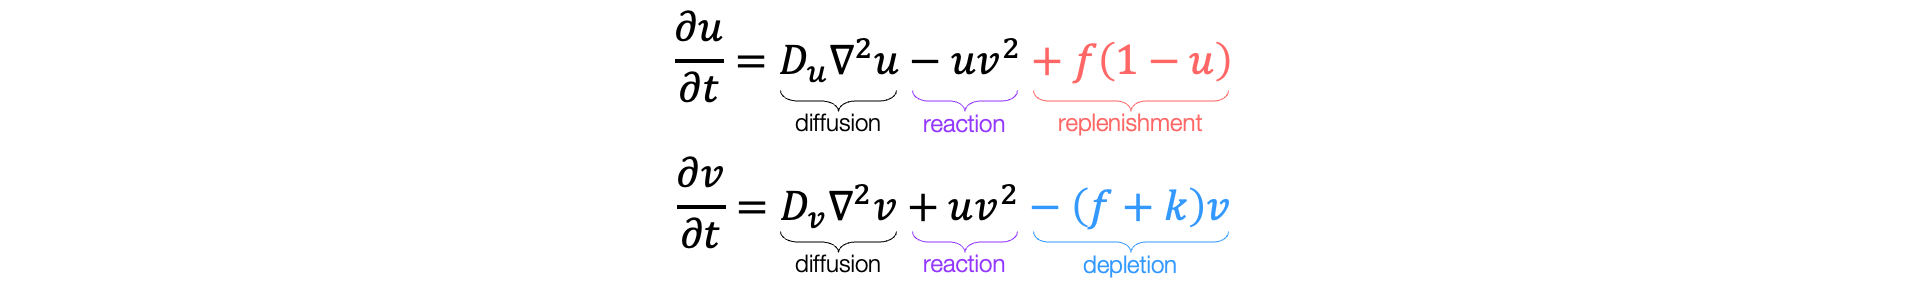 ∂u/∂t = D_u∇²u − uv² + f(1 − u)
diffusion reaction replenishment
∂v/∂t = D_v∇²v + uv² − (f + k)v
diffusion reaction depletion